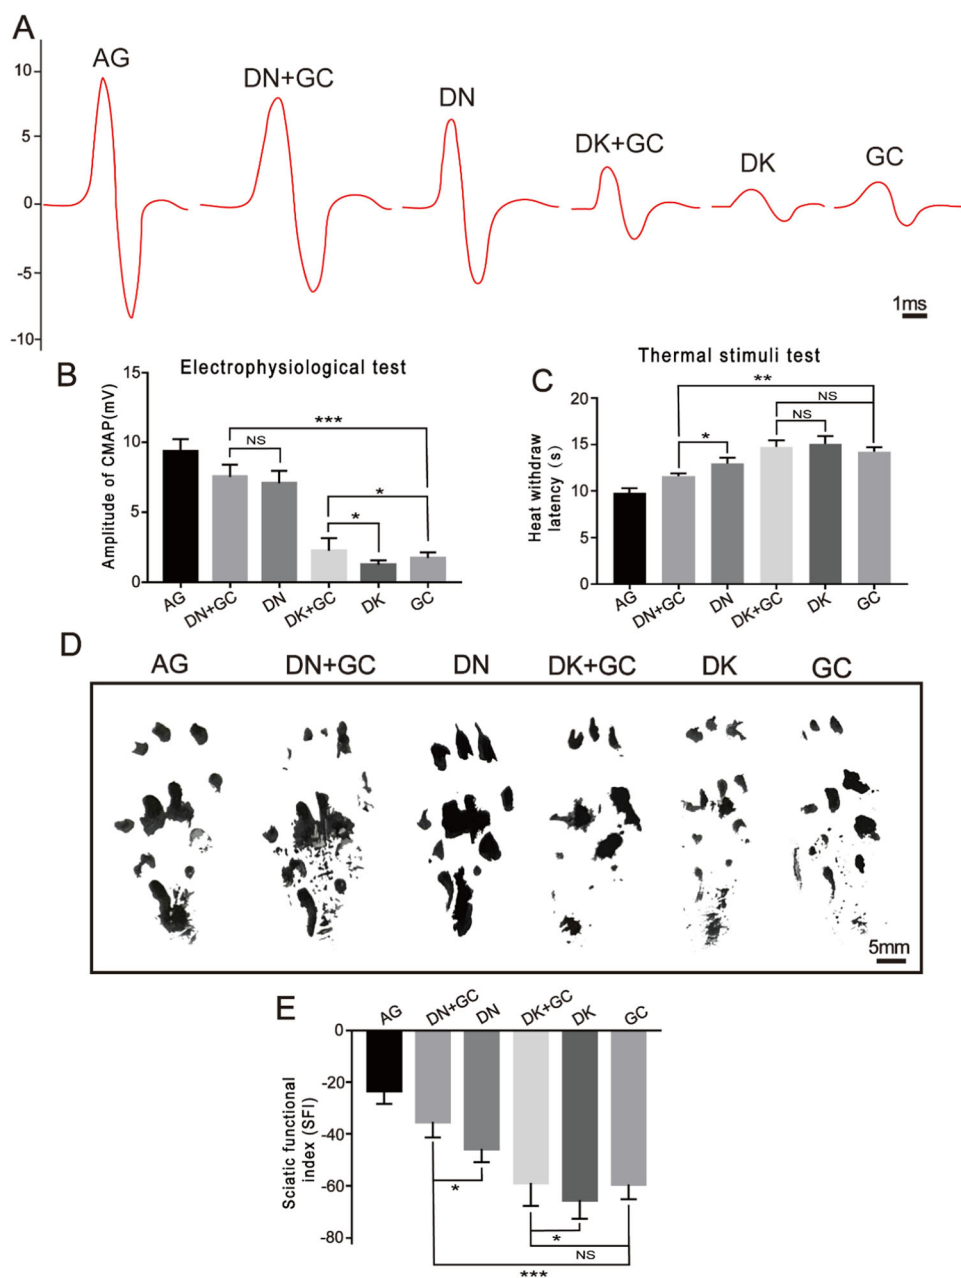 A
AG
DN+GC
DN
DK+GC
DK
GC
10
5
0
-5
-10
1ms
B
Electrophysiological test
Amplitude of CMAP(mV)
15
10
5
0
***
NS
*
*
AG
DN+GC
DN
DK+GC
DK
GC
C
Thermal stimuli test
Heat withdraw
latency (s)
20
15
10
5
0
**
NS
NS
*
AG
DN+GC
DN
DK+GC
DK
GC
D
AG
DN+GC
DN
DK+GC
DK
GC
5mm
E
AG
DN+GC
DN
DK+GC
DK
GC
Sciatic functional
index (SFI)
0
-20
-40
-60
-80
*
*
NS
***